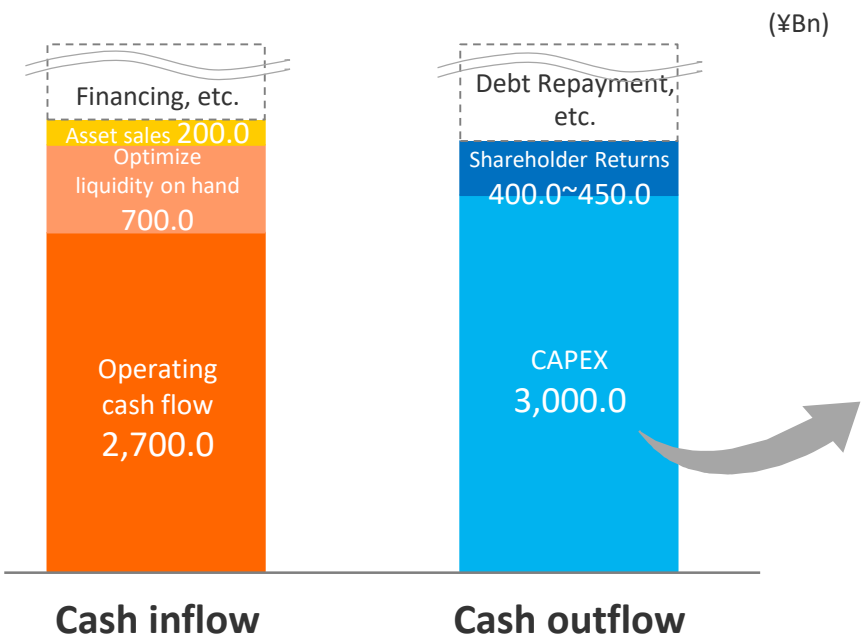 (¥Bn)
Financing, etc.
Asset sales 200.0
Optimize
liquidity on hand
700.0
Operating
cash flow
2,700.0
Cash inflow
Debt Repayment,
etc.
Shareholder Returns
400.0~450.0
CAPEX
3,000.0
Cash outflow